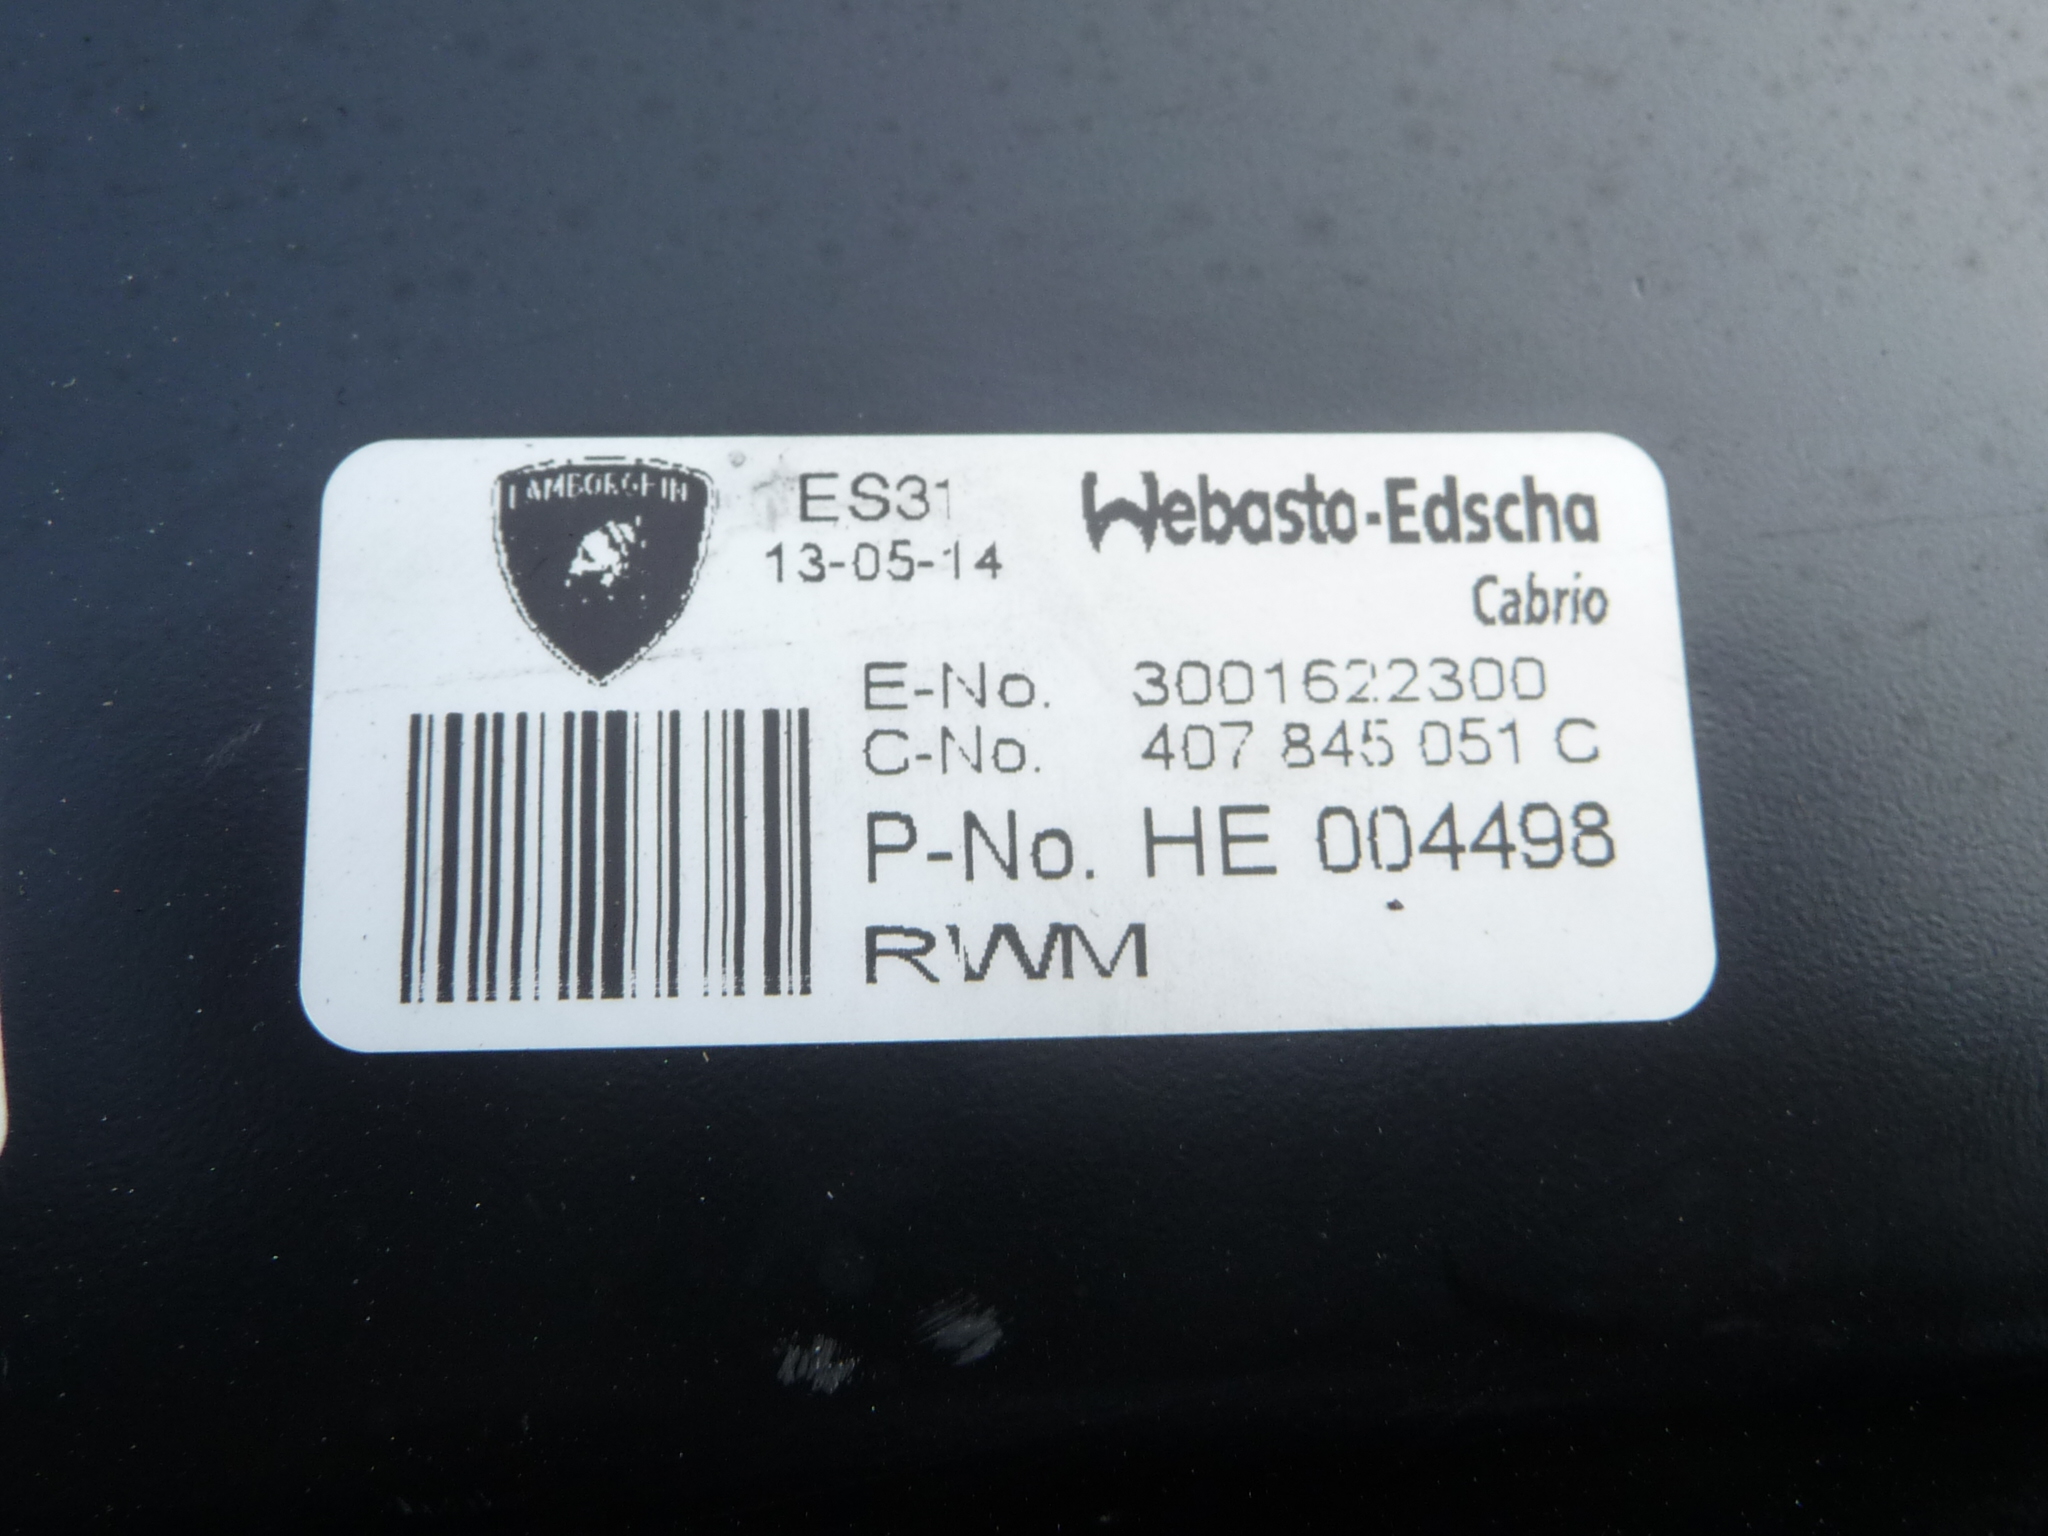 LAMBORGHINI
ES31
13-05-14
Webasto-Edscha
Cabrio
E-No. 3001622300
C-No. 407 845 051 C
P-No. HE 004498
RWM